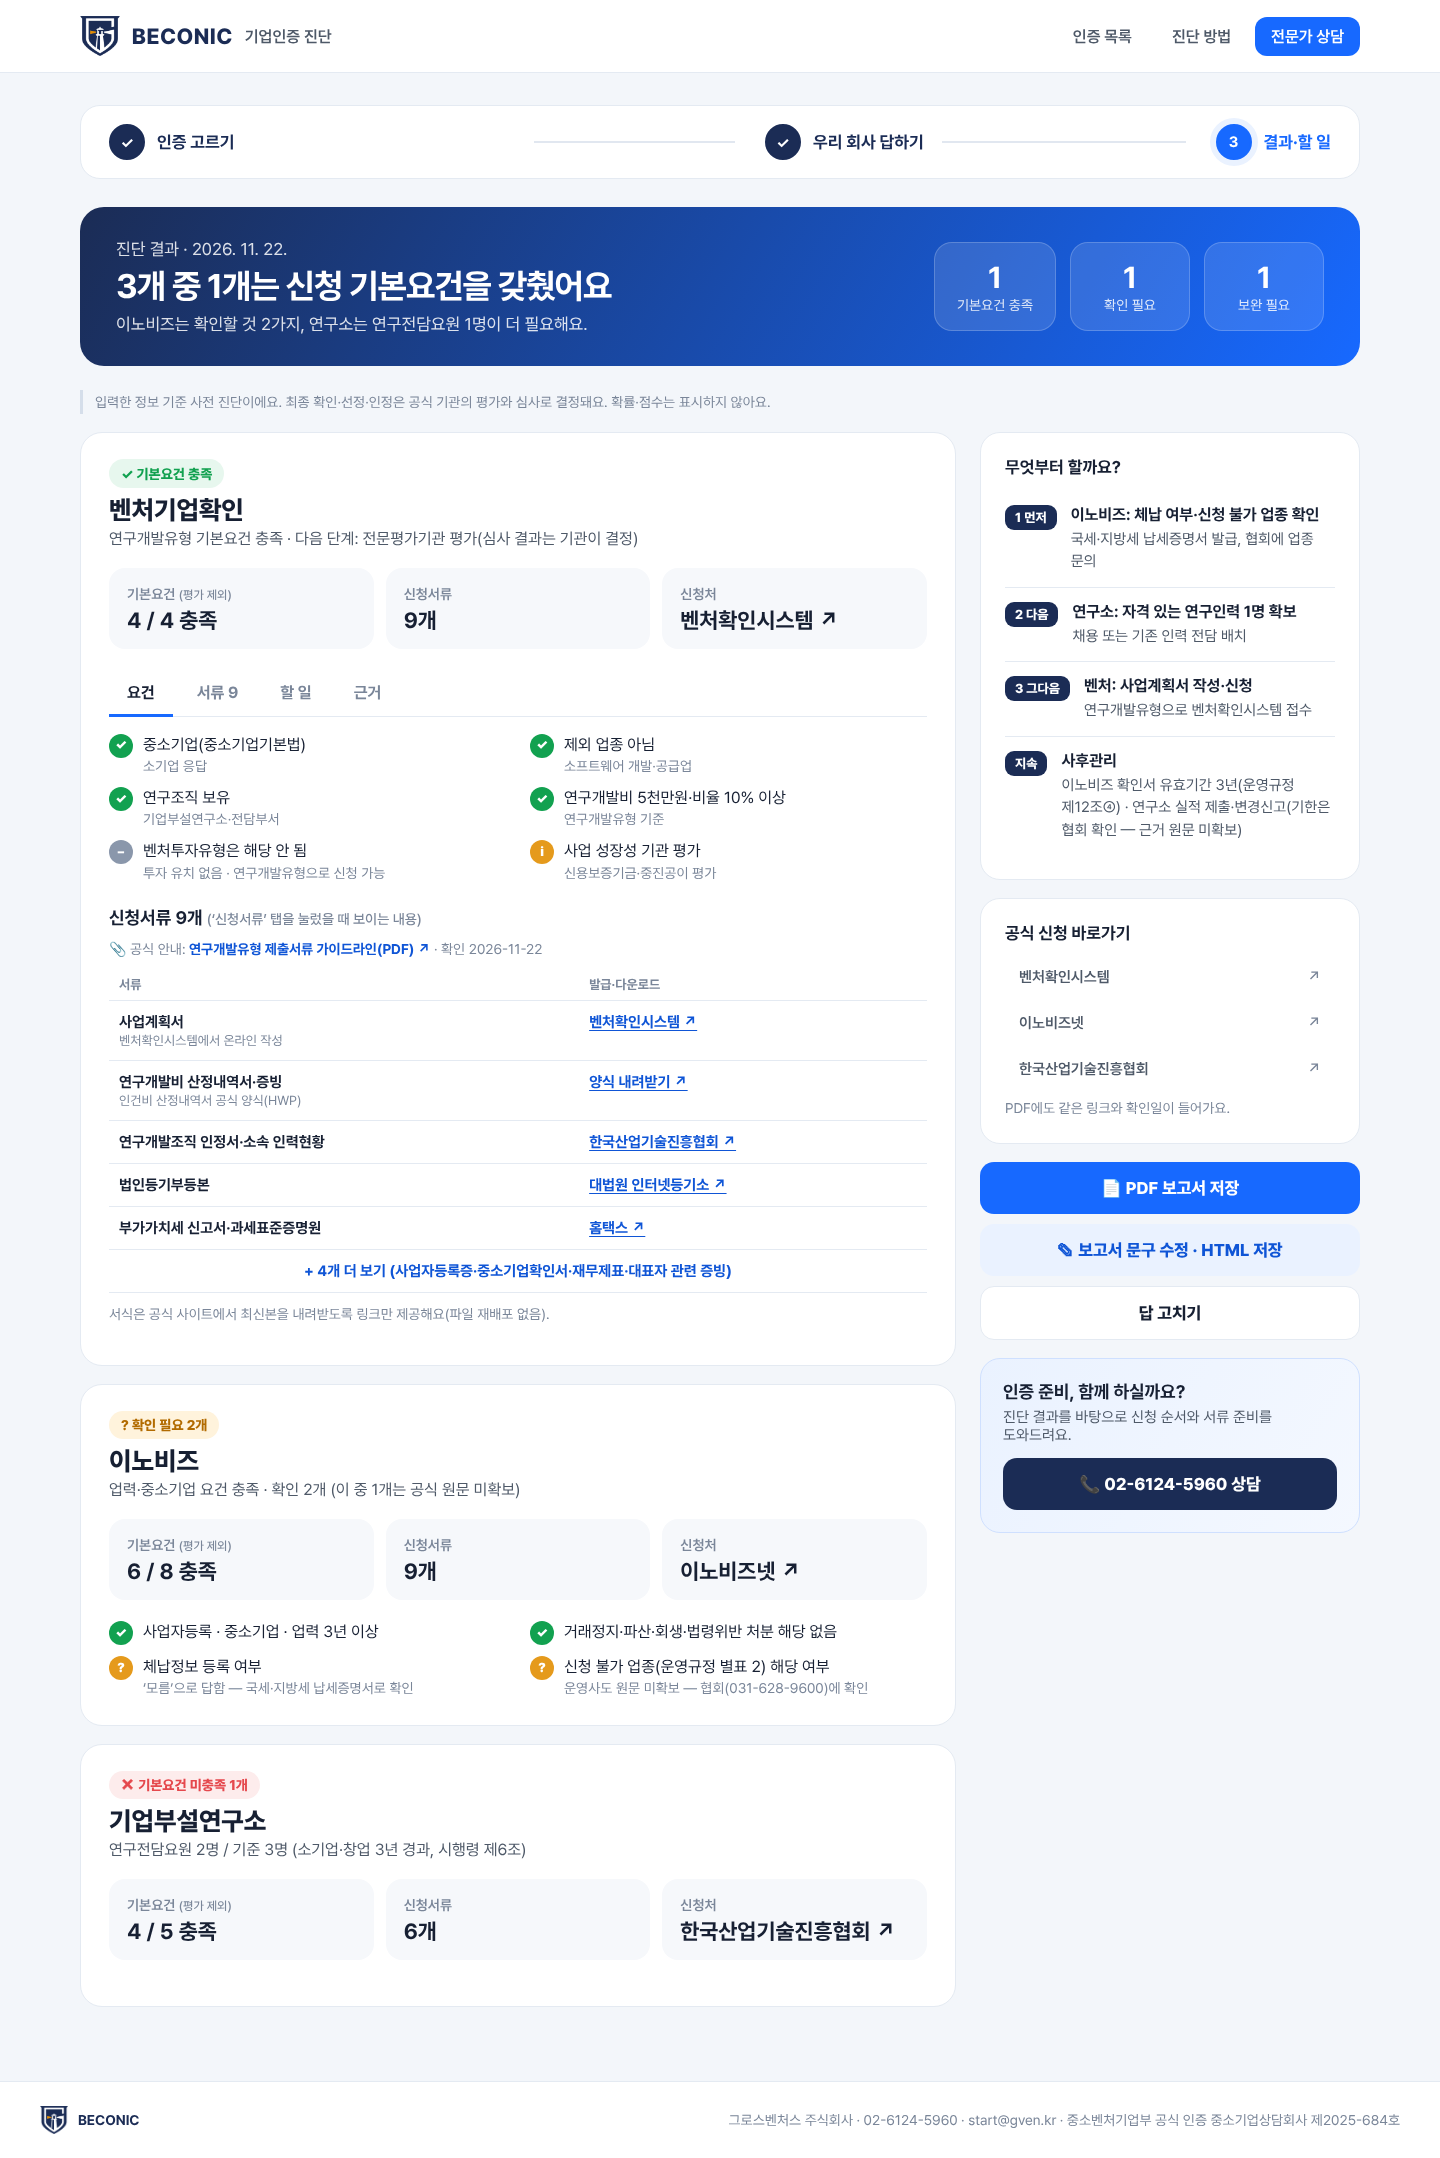 BECONIC 기업인증 진단
인증 목록
진단 방법
전문가 상담
✓ 인증 고르기
✓ 우리 회사 답하기
3 결과·할 일
진단 결과 · 2026. 11. 22.
3개 중 1개는 신청 기본요건을 갖췄어요
이노비즈는 확인할 것 2가지, 연구소는 연구전담요원 1명이 더 필요해요.
1
기본요건 충족
1
확인 필요
1
보완 필요
입력한 정보 기준 사전 진단이에요. 최종 확인·선정·인정은 공식 기관의 평가와 심사로 결정돼요. 확률·점수는 표시하지 않아요.
✓ 기본요건 충족
벤처기업확인
연구개발유형 기본요건 충족 · 다음 단계: 전문평가기관 평가(심사 결과는 기관이 결정)
기본요건 (평가 제외)
4 / 4 충족
신청서류
9개
신청처
벤처확인시스템 ↗
요건
서류 9
할 일
근거
✓ 중소기업(중소기업기본법)
소기업 응답
✓ 제외 업종 아님
소프트웨어 개발·공급업
✓ 연구조직 보유
기업부설연구소·전담부서
✓ 연구개발비 5천만원·비율 10% 이상
연구개발유형 기준
– 벤처투자유형은 해당 안 됨
투자 유치 없음 · 연구개발유형으로 신청 가능
i 사업 성장성 기관 평가
신용보증기금·중진공이 평가
신청서류 9개 (‘신청서류’ 탭을 눌렀을 때 보이는 내용)
📎 공식 안내: 연구개발유형 제출서류 가이드라인(PDF) ↗ · 확인 2026-11-22
서류
발급·다운로드
사업계획서
벤처확인시스템에서 온라인 작성
벤처확인시스템 ↗
연구개발비 산정내역서·증빙
인건비 산정내역서 공식 양식(HWP)
양식 내려받기 ↗
연구개발조직 인정서·소속 인력현황
한국산업기술진흥협회 ↗
법인등기부등본
대법원 인터넷등기소 ↗
부가가치세 신고서·과세표준증명원
홈택스 ↗
+ 4개 더 보기 (사업자등록증·중소기업확인서·재무제표·대표자 관련 증빙)
서식은 공식 사이트에서 최신본을 내려받도록 링크만 제공해요(파일 재배포 없음).
? 확인 필요 2개
이노비즈
업력·중소기업 요건 충족 · 확인 2개 (이 중 1개는 공식 원문 미확보)
기본요건 (평가 제외)
6 / 8 충족
신청서류
9개
신청처
이노비즈넷 ↗
✓ 사업자등록 · 중소기업 · 업력 3년 이상
✓ 거래정지·파산·회생·법령위반 처분 해당 없음
? 체납정보 등록 여부
‘모름’으로 답함 — 국세·지방세 납세증명서로 확인
? 신청 불가 업종(운영규정 별표 2) 해당 여부
운영사도 원문 미확보 — 협회(031-628-9600)에 확인
✕ 기본요건 미충족 1개
기업부설연구소
연구전담요원 2명 / 기준 3명 (소기업·창업 3년 경과, 시행령 제6조)
기본요건 (평가 제외)
4 / 5 충족
신청서류
6개
신청처
한국산업기술진흥협회 ↗
무엇부터 할까요?
1 먼저
이노비즈: 체납 여부·신청 불가 업종 확인
국세·지방세 납세증명서 발급, 협회에 업종
문의
2 다음
연구소: 자격 있는 연구인력 1명 확보
채용 또는 기존 인력 전담 배치
3 그다음
벤처: 사업계획서 작성·신청
연구개발유형으로 벤처확인시스템 접수
지속
사후관리
이노비즈 확인서 유효기간 3년(운영규정
제12조④) · 연구소 실적 제출·변경신고(기한은
협회 확인 — 근거 원문 미확보)
공식 신청 바로가기
벤처확인시스템 ↗
이노비즈넷 ↗
한국산업기술진흥협회 ↗
PDF에도 같은 링크와 확인일이 들어가요.
📄 PDF 보고서 저장
✎ 보고서 문구 수정 · HTML 저장
답 고치기
인증 준비, 함께 하실까요?
진단 결과를 바탕으로 신청 순서와 서류 준비를
도와드려요.
📞 02-6124-5960 상담
BECONIC
그로스벤처스 주식회사 · 02-6124-5960 · start@gven.kr · 중소벤처기업부 공식 인증 중소기업상담회사 제2025-684호